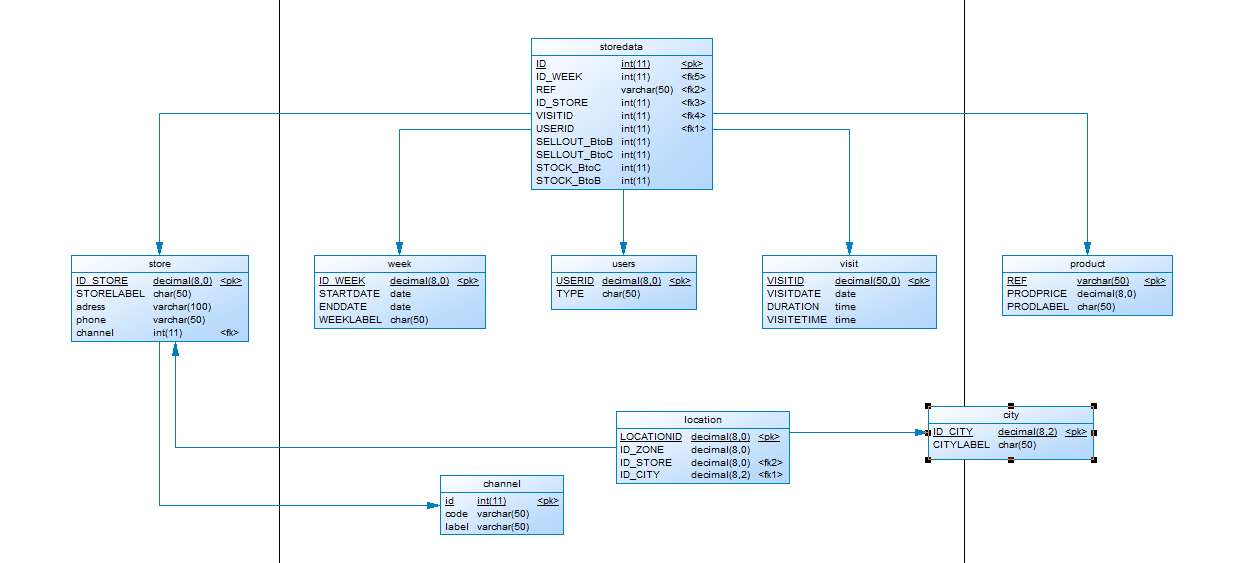 storedata
ID int(11) <pk>
ID_WEEK int(11) <fk5>
REF varchar(50) <fk2>
ID_STORE int(11) <fk3>
VISITID int(11) <fk4>
USERID int(11) <fk1>
SELLOUT_BtoB int(11)
SELLOUT_BtoC int(11)
STOCK_BtoC int(11)
STOCK_BtoB int(11)
store
ID_STORE decimal(8,0) <pk>
STORELABEL char(50)
adress varchar(100)
phone varchar(50)
channel int(11) <fk>
week
ID_WEEK decimal(8,0) <pk>
STARTDATE date
ENDDATE date
WEEKLABEL char(50)
users
USERID decimal(8,0) <pk>
TYPE char(50)
visit
VISITID decimal(50,0) <pk>
VISITDATE date
DURATION time
VISITETIME time
product
REF varchar(50) <pk>
PRODPRICE decimal(8,0)
PRODLABEL char(50)
location
LOCATIONID decimal(8,0) <pk>
ID_ZONE decimal(8,0)
ID_STORE decimal(8,0) <fk2>
ID_CITY decimal(8,2) <fk1>
city
ID_CITY decimal(8,2) <pk>
CITYLABEL char(50)
channel
id int(11) <pk>
code varchar(50)
label varchar(50)